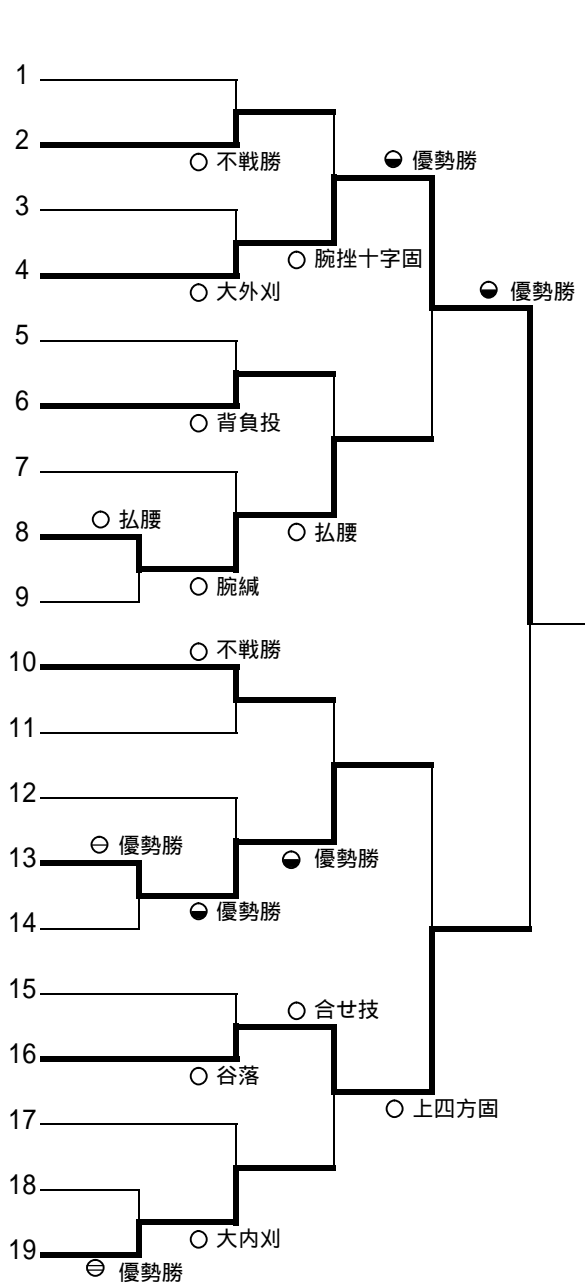 1
2
○ 不戦勝
◒ 優勢勝
3
4
○ 腕挫十字固
○ 大外刈
◒ 優勢勝
5
6
○ 背負投
7
○ 払腰
8
○ 払腰
9
○ 腕緘
○ 不戦勝
10
11
12
⊖ 優勢勝
13
◒ 優勢勝
14
◒ 優勢勝
15
○ 合せ技
16
○ 谷落
17
○ 上四方固
18
19
○ 大内刈
⊖ 優勢勝